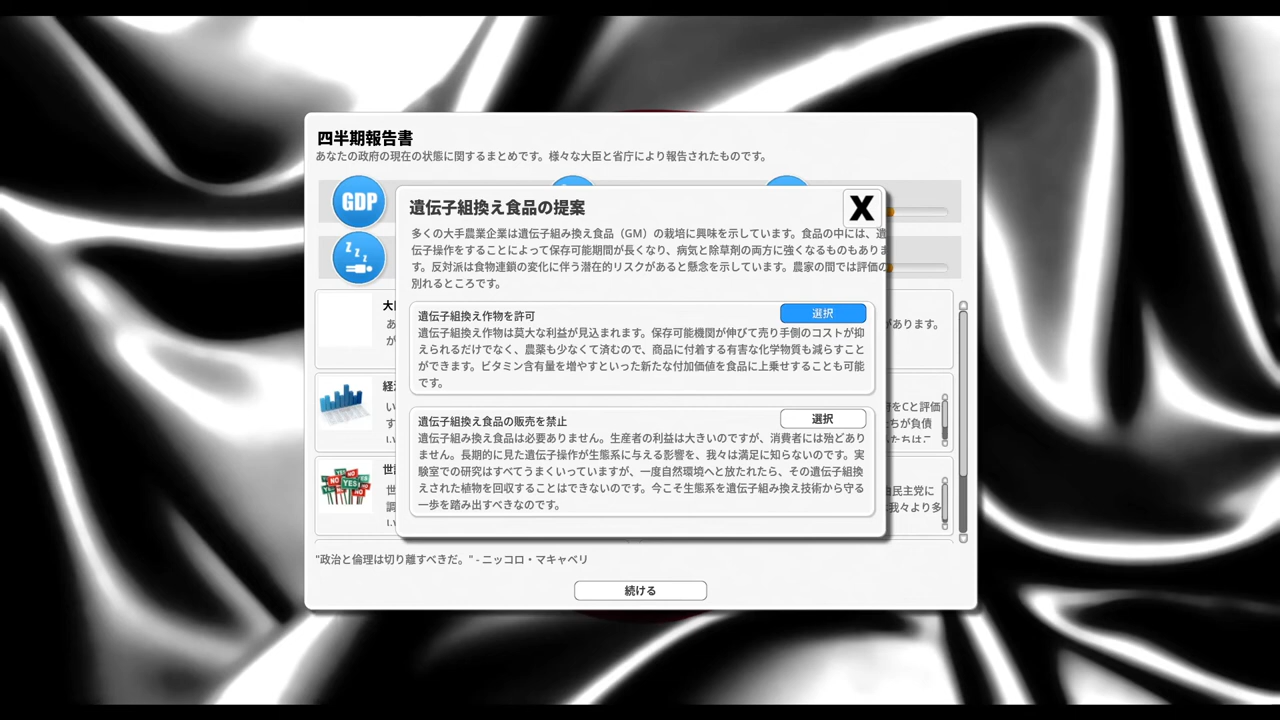 四半期報告書
あなたの政府の現在の状態に関するまとめです。様々な大臣と省庁により報告されたものです。
GDP
遺伝子組換え食品の提案
X
多くの大手農業企業は遺伝子組み換え食品（GM）の栽培に興味を示しています。食品の中には、遺
伝子操作をすることによって保存可能期間が長くなり、病気と除草剤の両方に強くなるものもありま
す。反対派は食物連鎖の変化に伴う潜在的リスクがあると懸念を示しています。農家の間では評価の
別れるところです。
遺伝子組換え作物を許可
選択
遺伝子組換え作物は莫大な利益が見込まれます。保存可能機関が伸びて売り手側のコストが抑
えられるだけでなく、農薬も少なくて済むので、商品に付着する有害な化学物質も減らすこと
ができます。ビタミン含有量を増やすといった新たな付加価値を食品に上乗せすることも可能
です。
遺伝子組換え食品の販売を禁止
選択
遺伝子組み換え食品は必要ありません。生産者の利益は大きいのですが、消費者には殆どあり
ません。長期的に見た遺伝子操作が生態系に与える影響を、我々は満足に知らないのです。実
験室での研究はすべてうまくいっていますが、一度自然環境へと放たれたら、その遺伝子組換
えされた植物を回収することはできないのです。今こそ生態系を遺伝子組み換え技術から守る
一歩を踏み出すべきなのです。
があります。
をCと評価
ちが負債
NO YES! NO
民主党に
我々より多
"政治と倫理は切り離すべきだ。" - ニッコロ・マキャベリ
続ける